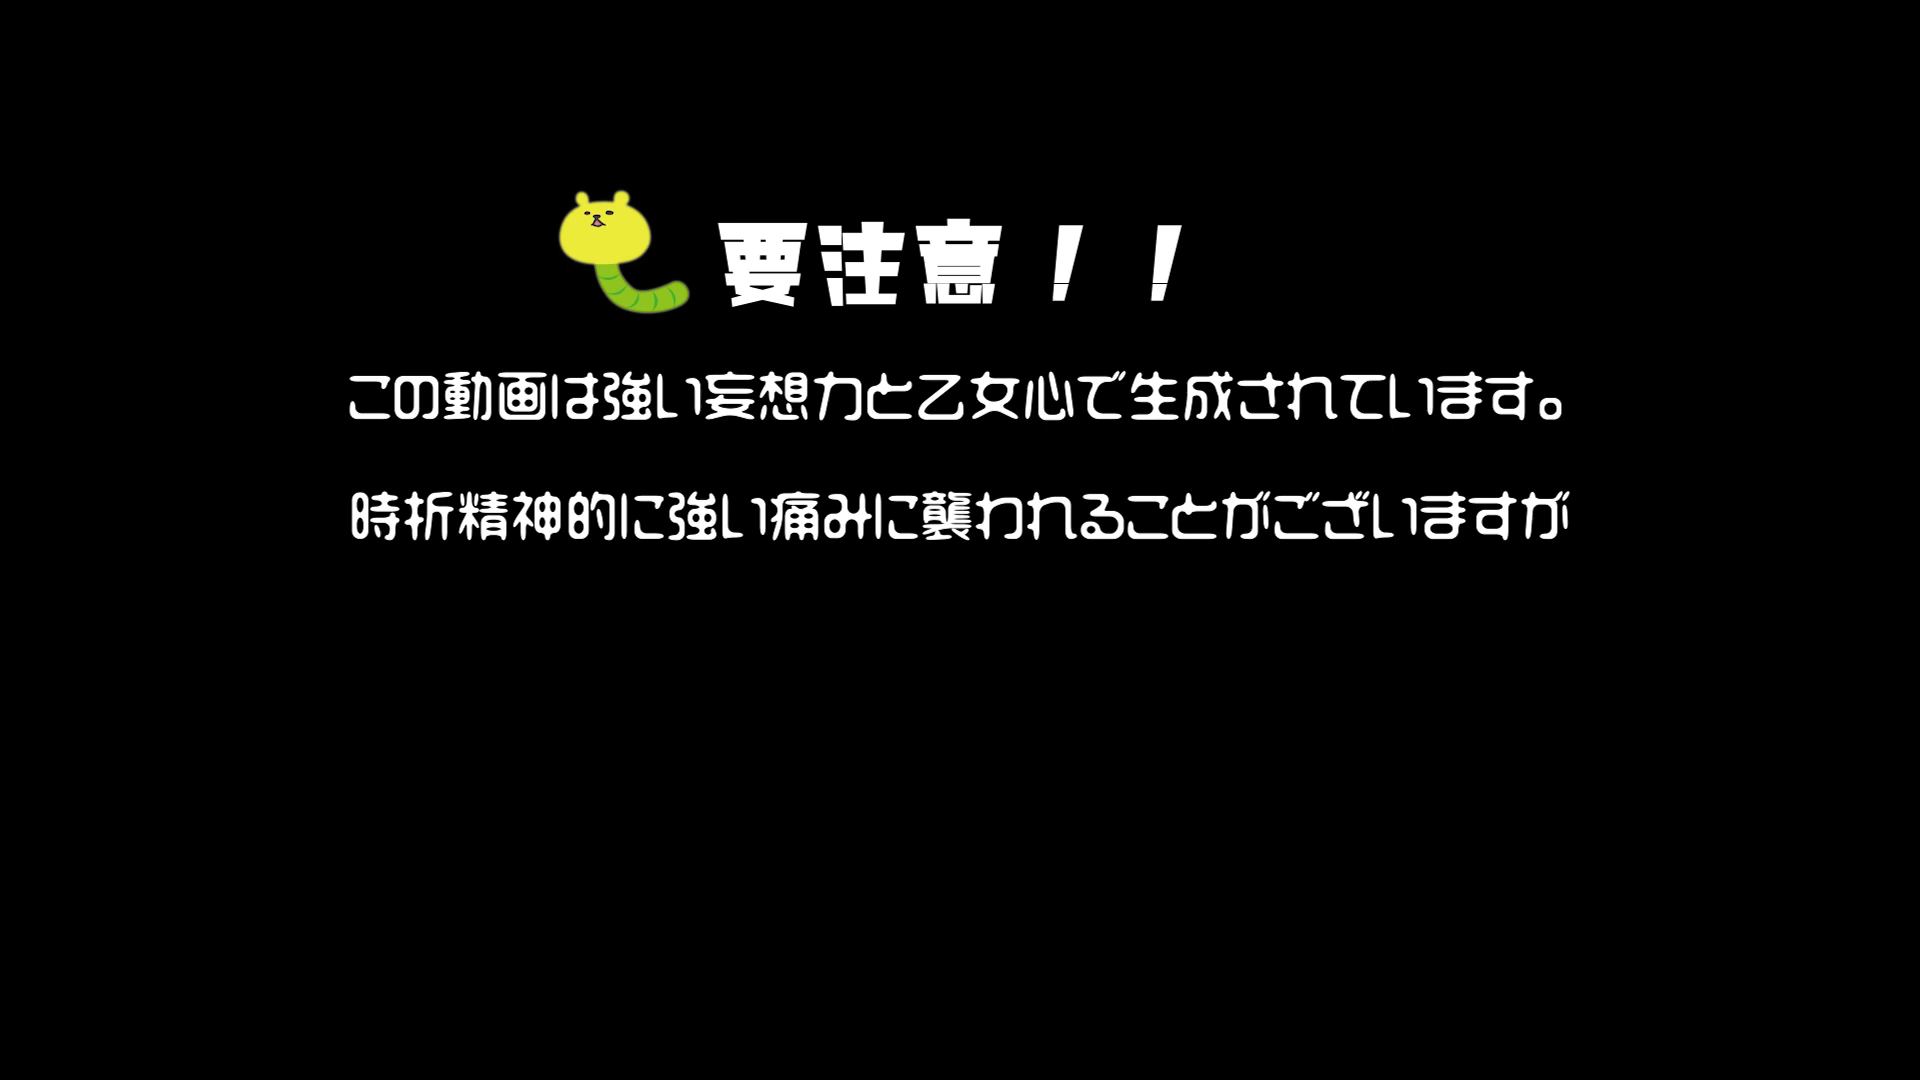 要注意！！
この動画は強い妄想力と乙女心で生成されています。
時折精神的に強い痛みに襲われることがございますが